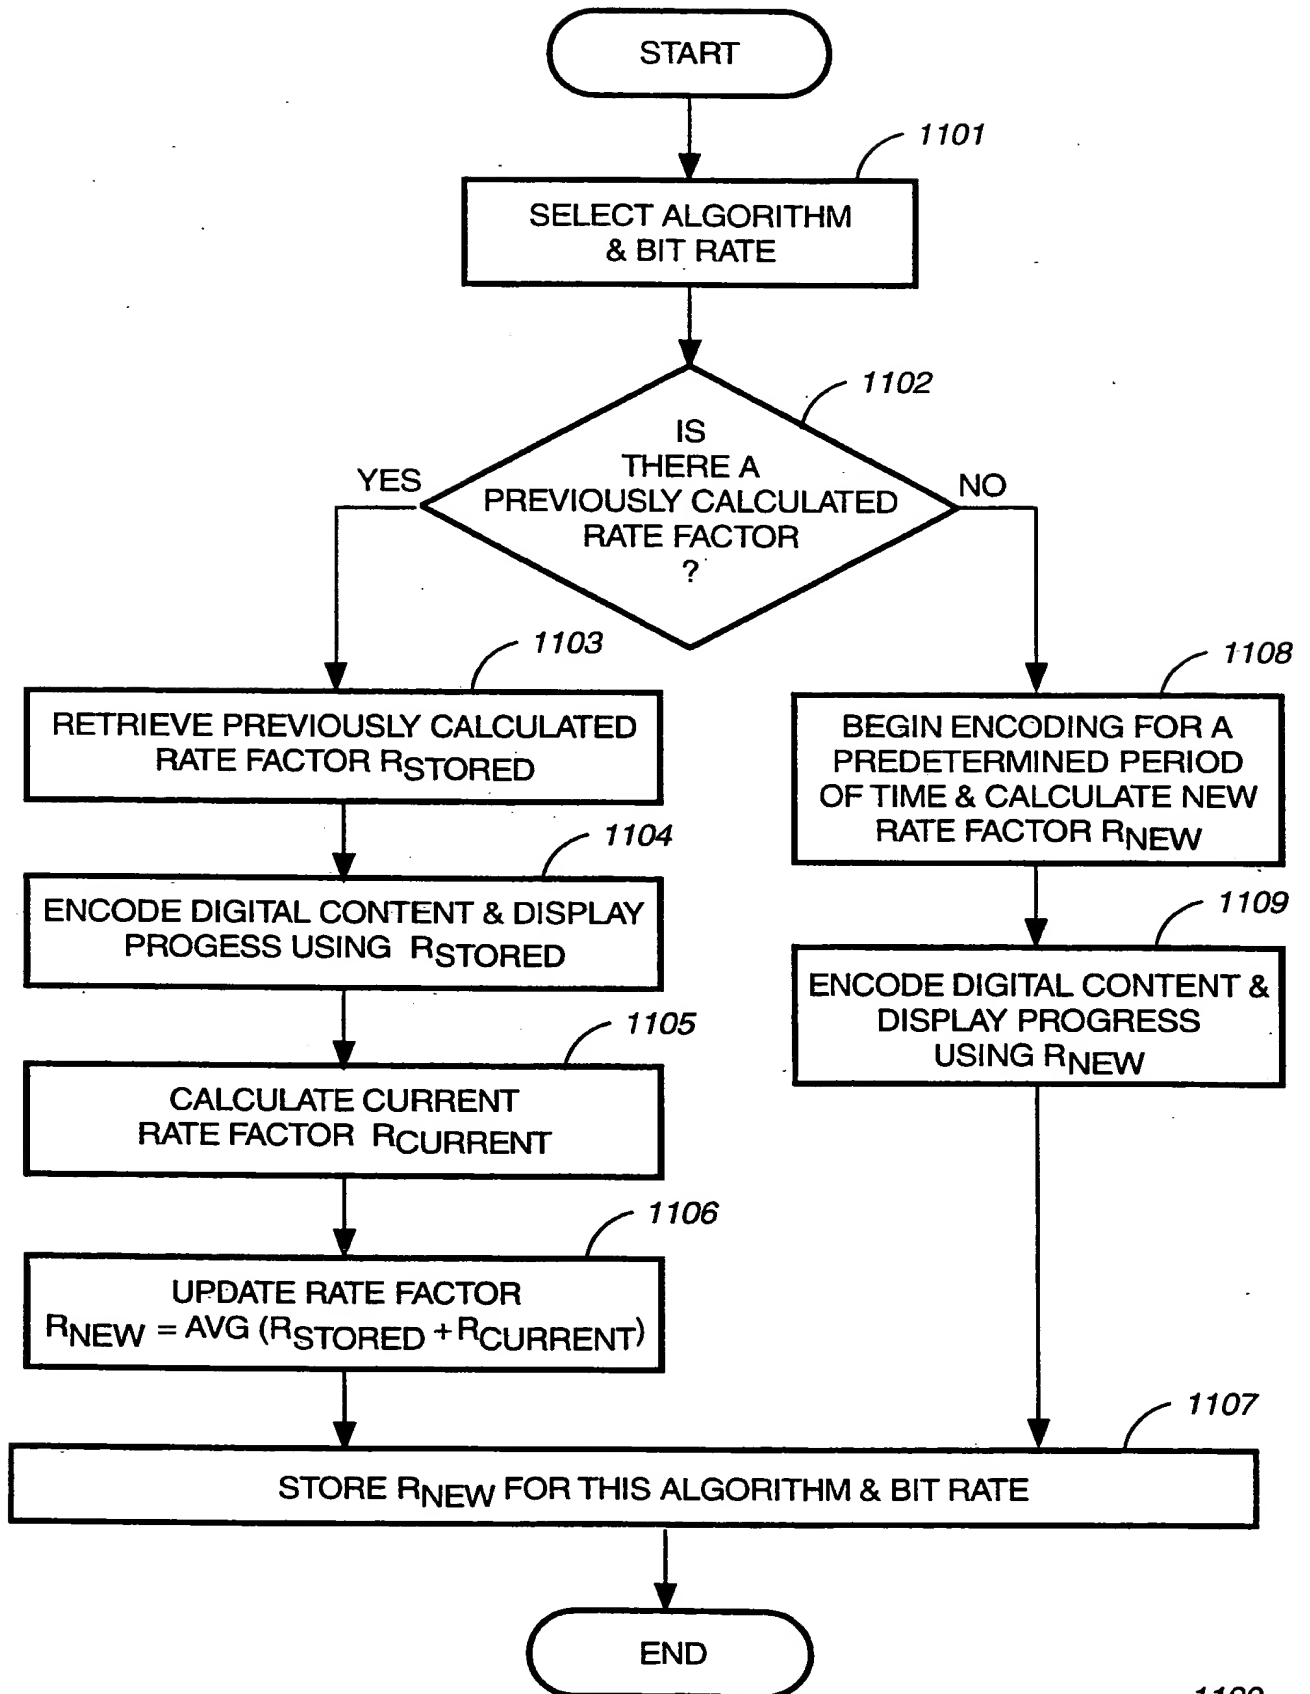 START
1101
SELECT ALGORITHM
& BIT RATE
1102
IS
THERE A
PREVIOUSLY CALCULATED
RATE FACTOR
?
YES
NO
1103
RETRIEVE PREVIOUSLY CALCULATED
RATE FACTOR RSTORED
1104
ENCODE DIGITAL CONTENT & DISPLAY
PROGESS USING RSTORED
1105
CALCULATE CURRENT
RATE FACTOR RCURRENT
1106
UPDATE RATE FACTOR
RNEW = AVG (RSTORED + RCURRENT)
1108
BEGIN ENCODING FOR A
PREDETERMINED PERIOD
OF TIME & CALCULATE NEW
RATE FACTOR RNEW
1109
ENCODE DIGITAL CONTENT &
DISPLAY PROGRESS
USING RNEW
1107
STORE RNEW FOR THIS ALGORITHM & BIT RATE
END